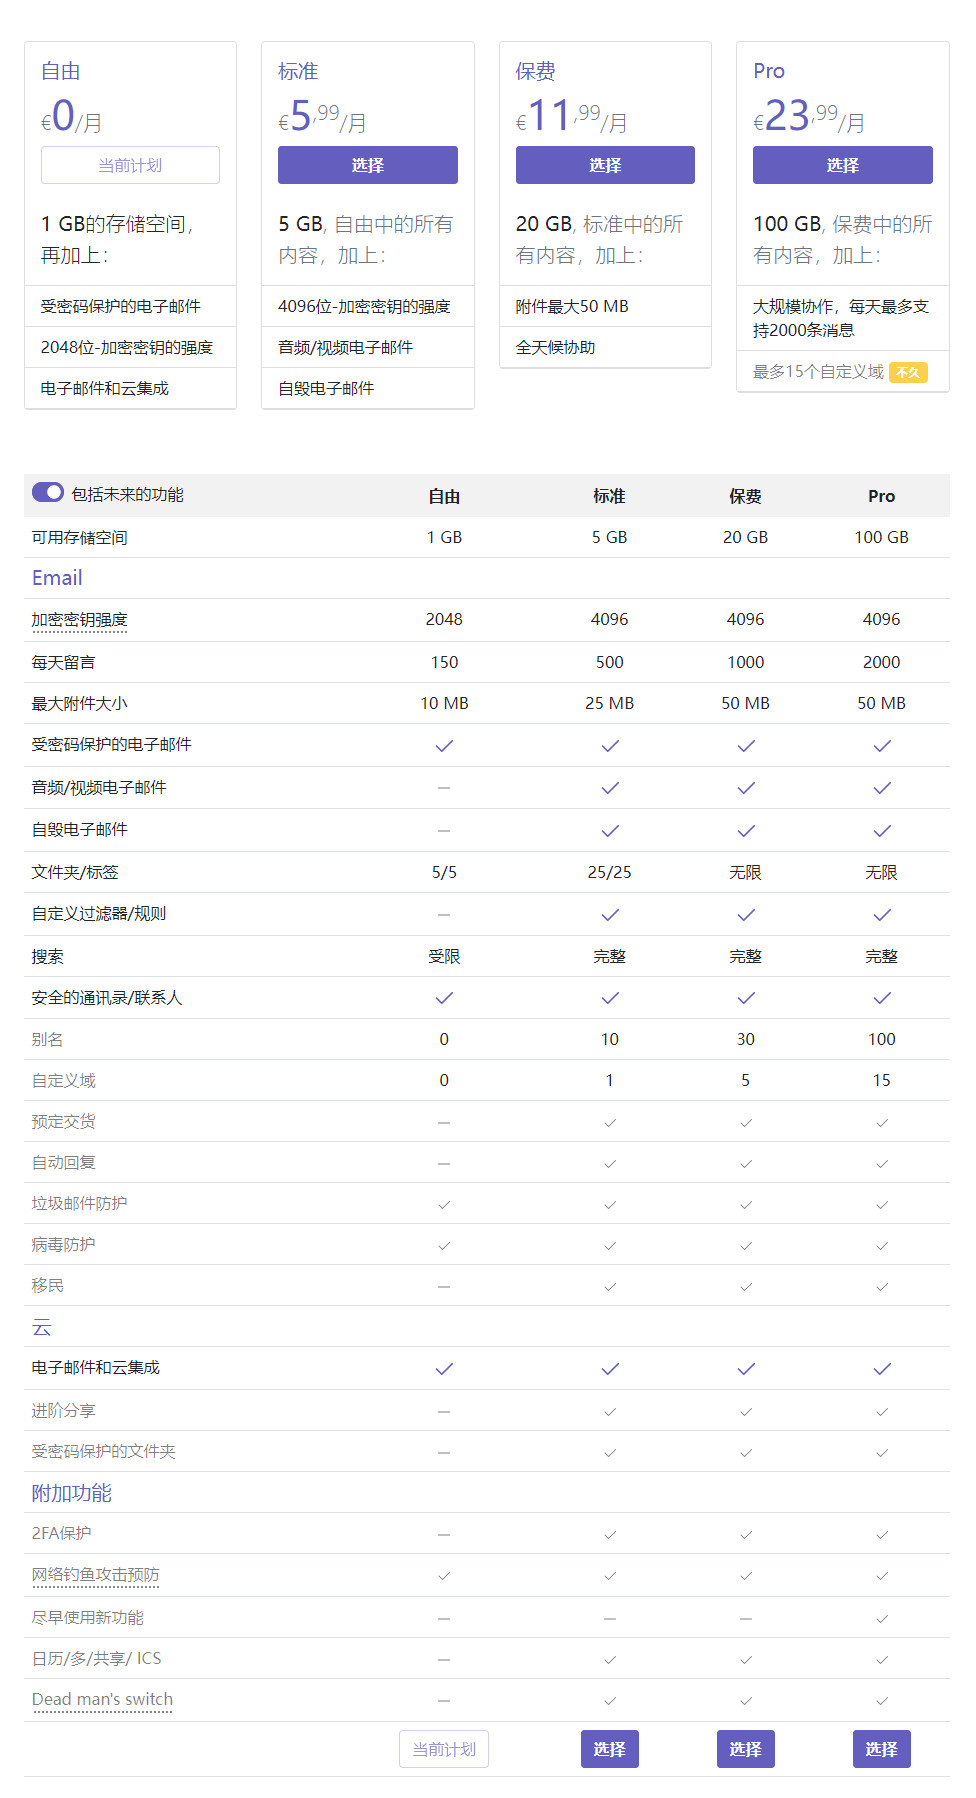 自由
€0/月
当前计划
1 GB的存储空间，
再加上：
受密码保护的电子邮件
2048位-加密密钥的强度
电子邮件和云集成
标准
€5,99/月
选择
5 GB, 自由中的所有
内容，加上：
4096位-加密密钥的强度
音频/视频电子邮件
自毁电子邮件
保费
€11,99/月
选择
20 GB, 标准中的所
有内容，加上：
附件最大50 MB
全天候协助
Pro
€23,99/月
选择
100 GB, 保费中的所
有内容，加上：
大规模协作，每天最多支
持2000条消息
最多15个自定义域 不久
包括未来的功能 自由 标准 保费 Pro
可用存储空间 1 GB 5 GB 20 GB 100 GB
Email
加密密钥强度 2048 4096 4096 4096
每天留言 150 500 1000 2000
最大附件大小 10 MB 25 MB 50 MB 50 MB
受密码保护的电子邮件 ✓ ✓ ✓ ✓
音频/视频电子邮件 – ✓ ✓ ✓
自毁电子邮件 – ✓ ✓ ✓
文件夹/标签 5/5 25/25 无限 无限
自定义过滤器/规则 – ✓ ✓ ✓
搜索 受限 完整 完整 完整
安全的通讯录/联系人 ✓ ✓ ✓ ✓
别名 0 10 30 100
自定义域 0 1 5 15
预定交货 – ✓ ✓ ✓
自动回复 – ✓ ✓ ✓
垃圾邮件防护 ✓ ✓ ✓ ✓
病毒防护 ✓ ✓ ✓ ✓
移民 – ✓ ✓ ✓
云
电子邮件和云集成 ✓ ✓ ✓ ✓
进阶分享 – ✓ ✓ ✓
受密码保护的文件夹 – ✓ ✓ ✓
附加功能
2FA保护 – ✓ ✓ ✓
网络钓鱼攻击预防 ✓ ✓ ✓ ✓
尽早使用新功能 – – – ✓
日历/多/共享/ ICS – ✓ ✓ ✓
Dead man's switch – ✓ ✓ ✓
当前计划 选择 选择 选择